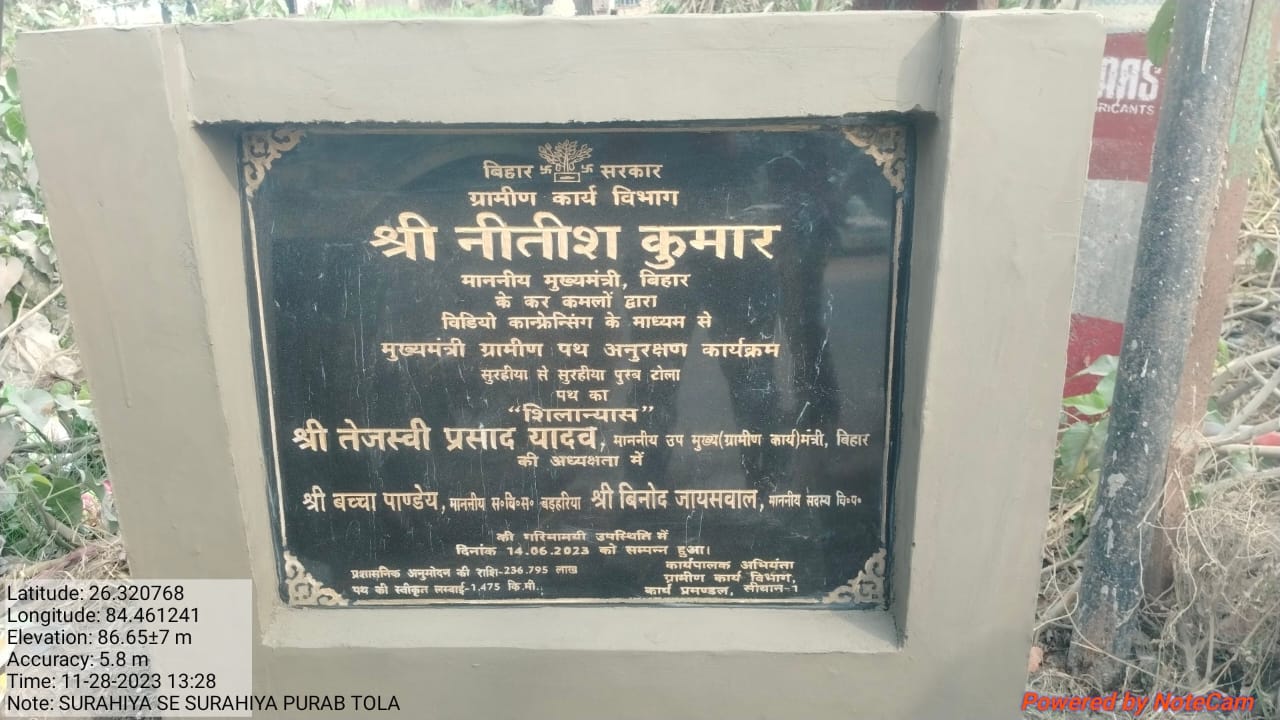 बिहार सरकार
ग्रामीण कार्य विभाग
श्री नीतीश कुमार
माननीय मुख्यमंत्री, बिहार
के कर कमलों द्वारा
विडियो कान्फ्रेन्सिंग के माध्यम से
मुख्यमंत्री ग्रामीण पथ अनुरक्षण कार्यक्रम
सुरहीया से सुरहीया पुरब टोला
पथ का
“शिलान्यास”
श्री तेजस्वी प्रसाद यादव, माननीय उप मुख्य(ग्रामीण कार्य)मंत्री, बिहार
की अध्यक्षता में
श्री बच्चा पाण्डेय, माननीय स०वि०स० बड़हरिया श्री बिनोद जायसवाल, माननीय सदस्य वि०प०
की गरिमामयी उपस्थिति में
दिनांक 14.06.2023 को सम्पन्न हुआ।
प्रशासनिक अनुमोदन की राशि-236.795 लाख
पथ की स्वीकृत लम्बाई-1.475 कि.मी.
कार्यपालक अभियंता
ग्रामीण कार्य विभाग,
कार्य प्रमण्डल, सीवान-1
Latitude: 26.320768
Longitude: 84.461241
Elevation: 86.65±7 m
Accuracy: 5.8 m
Time: 11-28-2023 13:28
Note: SURAHIYA SE SURAHIYA PURAB TOLA
Powered by NoteCam